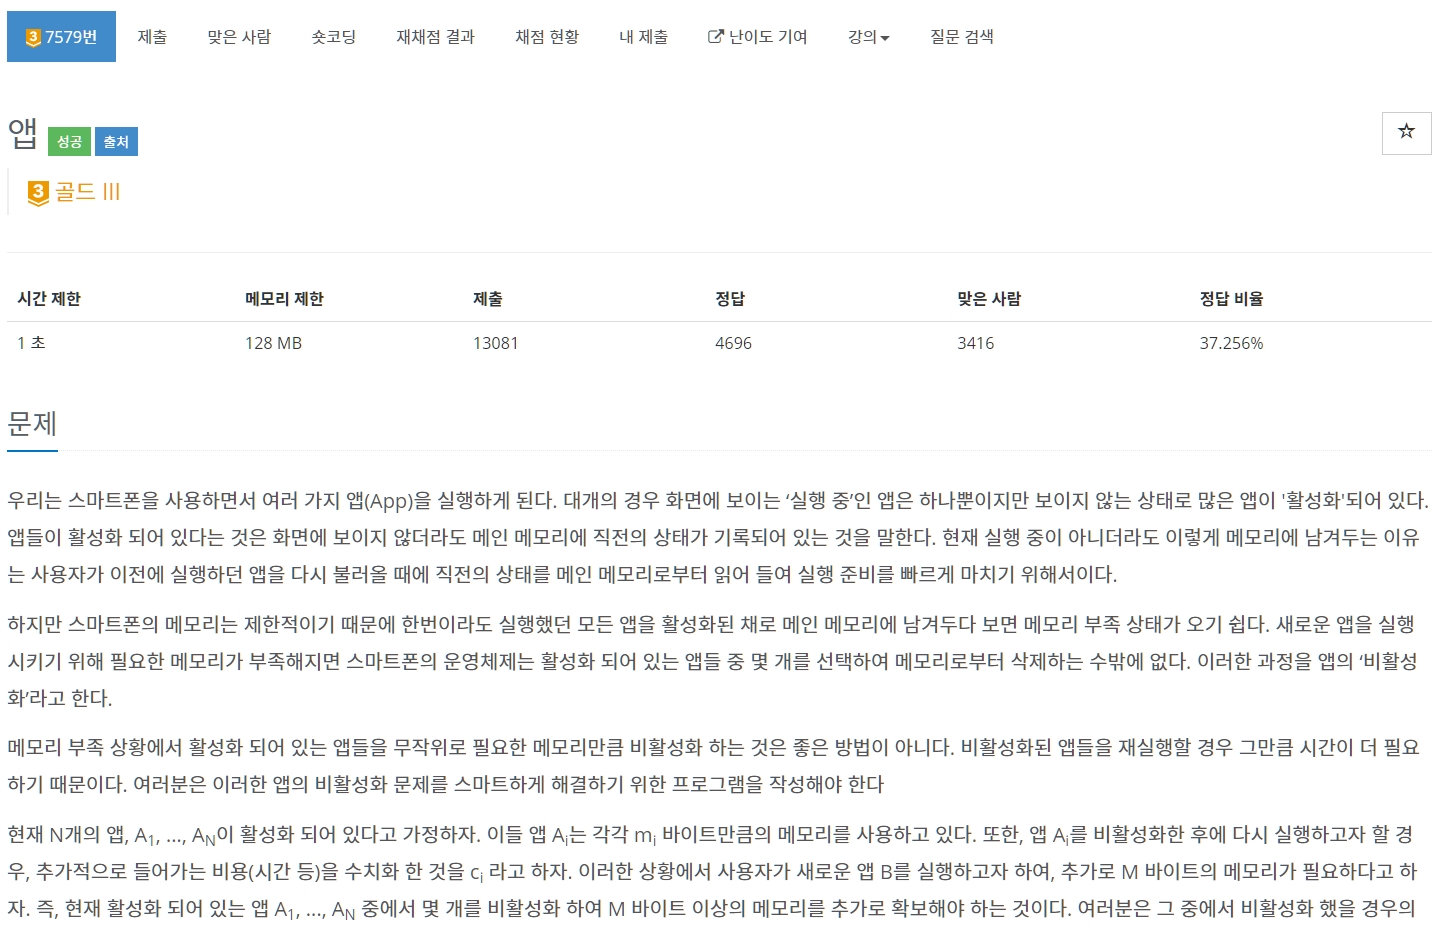 3 7579번 제출 맞은 사람 숏코딩 재채점 결과 채점 현황 내 제출 난이도 기여 강의 질문 검색
앱 성공 출처
3 골드 III
시간 제한 메모리 제한 제출 정답 맞은 사람 정답 비율
1 초 128 MB 13081 4696 3416 37.256%
문제
우리는 스마트폰을 사용하면서 여러 가지 앱(App)을 실행하게 된다. 대개의 경우 화면에 보이는 ‘실행 중’인 앱은 하나뿐이지만 보이지 않는 상태로 많은 앱이 '활성화'되어 있다.
앱들이 활성화 되어 있다는 것은 화면에 보이지 않더라도 메인 메모리에 직전의 상태가 기록되어 있는 것을 말한다. 현재 실행 중이 아니더라도 이렇게 메모리에 남겨두는 이유
는 사용자가 이전에 실행하던 앱을 다시 불러올 때에 직전의 상태를 메인 메모리로부터 읽어 들여 실행 준비를 빠르게 마치기 위해서이다.
하지만 스마트폰의 메모리는 제한적이기 때문에 한번이라도 실행했던 모든 앱을 활성화된 채로 메인 메모리에 남겨두다 보면 메모리 부족 상태가 오기 쉽다. 새로운 앱을 실행
시키기 위해 필요한 메모리가 부족해지면 스마트폰의 운영체제는 활성화 되어 있는 앱들 중 몇 개를 선택하여 메모리로부터 삭제하는 수밖에 없다. 이러한 과정을 앱의 ‘비활성
화’라고 한다.
메모리 부족 상황에서 활성화 되어 있는 앱들을 무작위로 필요한 메모리만큼 비활성화 하는 것은 좋은 방법이 아니다. 비활성화된 앱들을 재실행할 경우 그만큼 시간이 더 필요
하기 때문이다. 여러분은 이러한 앱의 비활성화 문제를 스마트하게 해결하기 위한 프로그램을 작성해야 한다
현재 N개의 앱, A1, ..., AN이 활성화 되어 있다고 가정하자. 이들 앱 Ai는 각각 mi 바이트만큼의 메모리를 사용하고 있다. 또한, 앱 Ai를 비활성화한 후에 다시 실행하고자 할 경
우, 추가적으로 들어가는 비용(시간 등)을 수치화 한 것을 ci 라고 하자. 이러한 상황에서 사용자가 새로운 앱 B를 실행하고자 하여, 추가로 M 바이트의 메모리가 필요하다고 하
자. 즉, 현재 활성화 되어 있는 앱 A1, ..., AN 중에서 몇 개를 비활성화 하여 M 바이트 이상의 메모리를 추가로 확보해야 하는 것이다. 여러분은 그 중에서 비활성화 했을 경우의